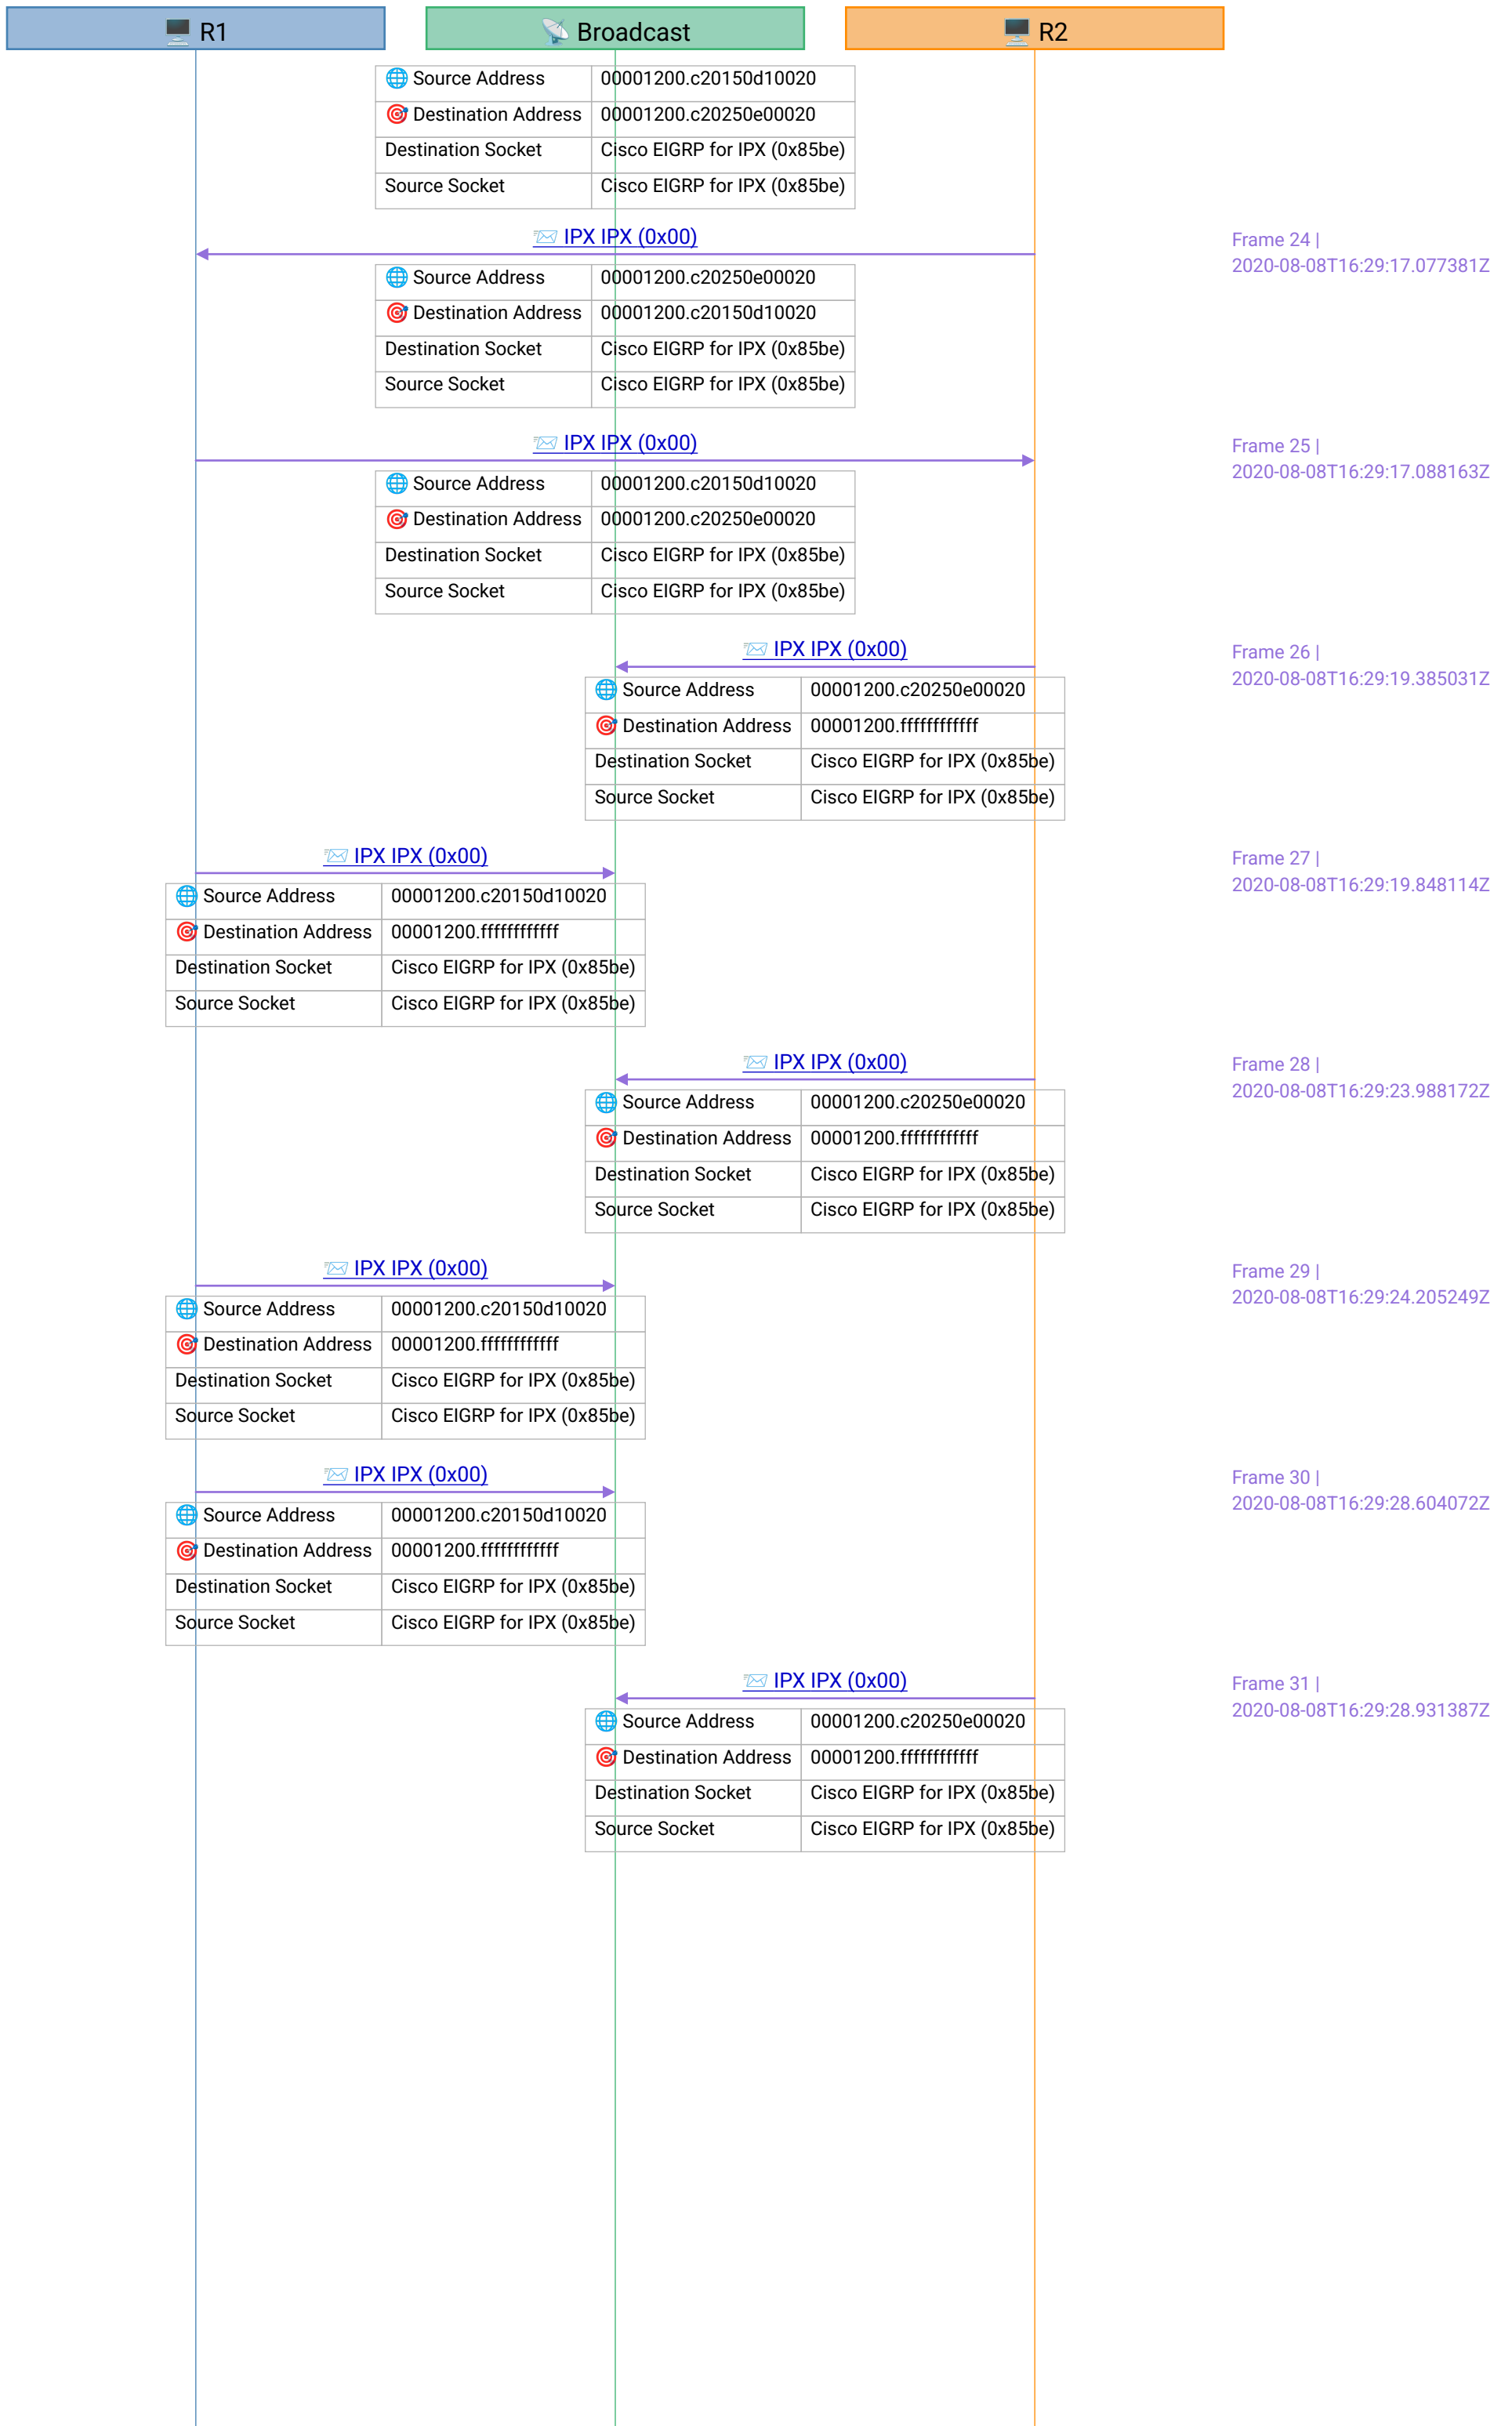 R1
Broadcast
R2
Source Address 00001200.c20150d10020
Destination Address 00001200.c20250e00020
Destination Socket Cisco EIGRP for IPX (0x85be)
Source Socket Cisco EIGRP for IPX (0x85be)
IPX IPX (0x00)
Frame 24 |
2020-08-08T16:29:17.077381Z
Source Address 00001200.c20250e00020
Destination Address 00001200.c20150d10020
Destination Socket Cisco EIGRP for IPX (0x85be)
Source Socket Cisco EIGRP for IPX (0x85be)
IPX IPX (0x00)
Frame 25 |
2020-08-08T16:29:17.088163Z
Source Address 00001200.c20150d10020
Destination Address 00001200.c20250e00020
Destination Socket Cisco EIGRP for IPX (0x85be)
Source Socket Cisco EIGRP for IPX (0x85be)
IPX IPX (0x00)
Frame 26 |
2020-08-08T16:29:19.385031Z
Source Address 00001200.c20250e00020
Destination Address 00001200.ffffffffffff
Destination Socket Cisco EIGRP for IPX (0x85be)
Source Socket Cisco EIGRP for IPX (0x85be)
IPX IPX (0x00)
Frame 27 |
2020-08-08T16:29:19.848114Z
Source Address 00001200.c20150d10020
Destination Address 00001200.ffffffffffff
Destination Socket Cisco EIGRP for IPX (0x85be)
Source Socket Cisco EIGRP for IPX (0x85be)
IPX IPX (0x00)
Frame 28 |
2020-08-08T16:29:23.988172Z
Source Address 00001200.c20250e00020
Destination Address 00001200.ffffffffffff
Destination Socket Cisco EIGRP for IPX (0x85be)
Source Socket Cisco EIGRP for IPX (0x85be)
IPX IPX (0x00)
Frame 29 |
2020-08-08T16:29:24.205249Z
Source Address 00001200.c20150d10020
Destination Address 00001200.ffffffffffff
Destination Socket Cisco EIGRP for IPX (0x85be)
Source Socket Cisco EIGRP for IPX (0x85be)
IPX IPX (0x00)
Frame 30 |
2020-08-08T16:29:28.604072Z
Source Address 00001200.c20150d10020
Destination Address 00001200.ffffffffffff
Destination Socket Cisco EIGRP for IPX (0x85be)
Source Socket Cisco EIGRP for IPX (0x85be)
IPX IPX (0x00)
Frame 31 |
2020-08-08T16:29:28.931387Z
Source Address 00001200.c20250e00020
Destination Address 00001200.ffffffffffff
Destination Socket Cisco EIGRP for IPX (0x85be)
Source Socket Cisco EIGRP for IPX (0x85be)